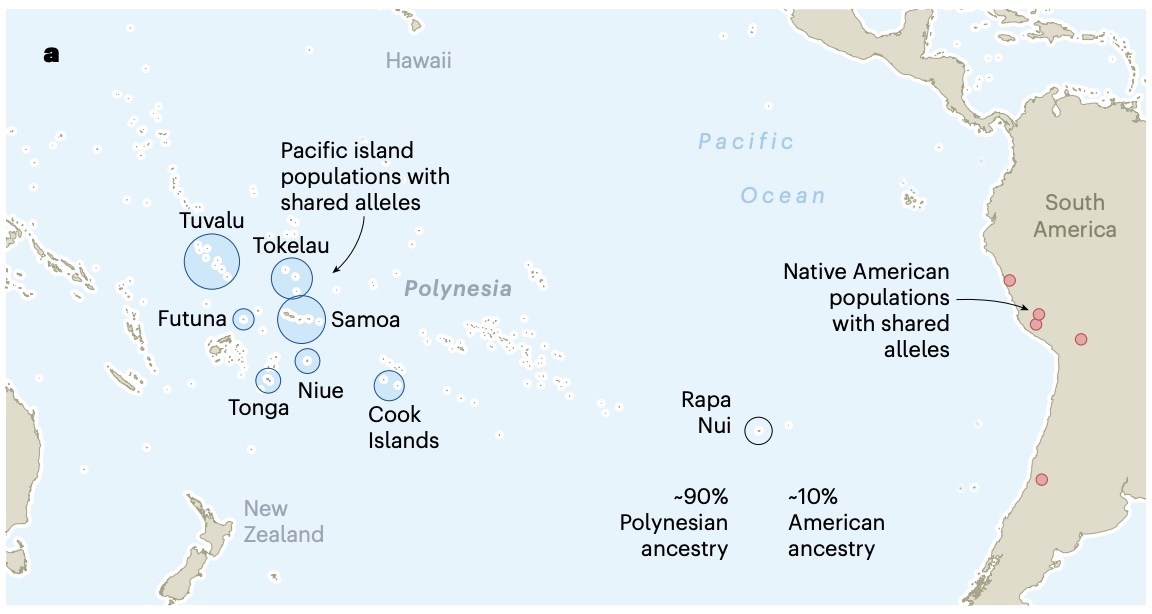 a
Hawaii
Pacific
Ocean
Pacific island
populations with
shared alleles
Tuvalu
Tokelau
Polynesia
Futuna
Samoa
Niue
Tonga
Cook
Islands
South
America
Native American
populations
with shared
alleles
Rapa
Nui
~90%
Polynesian
ancestry
~10%
American
ancestry
New
Zealand